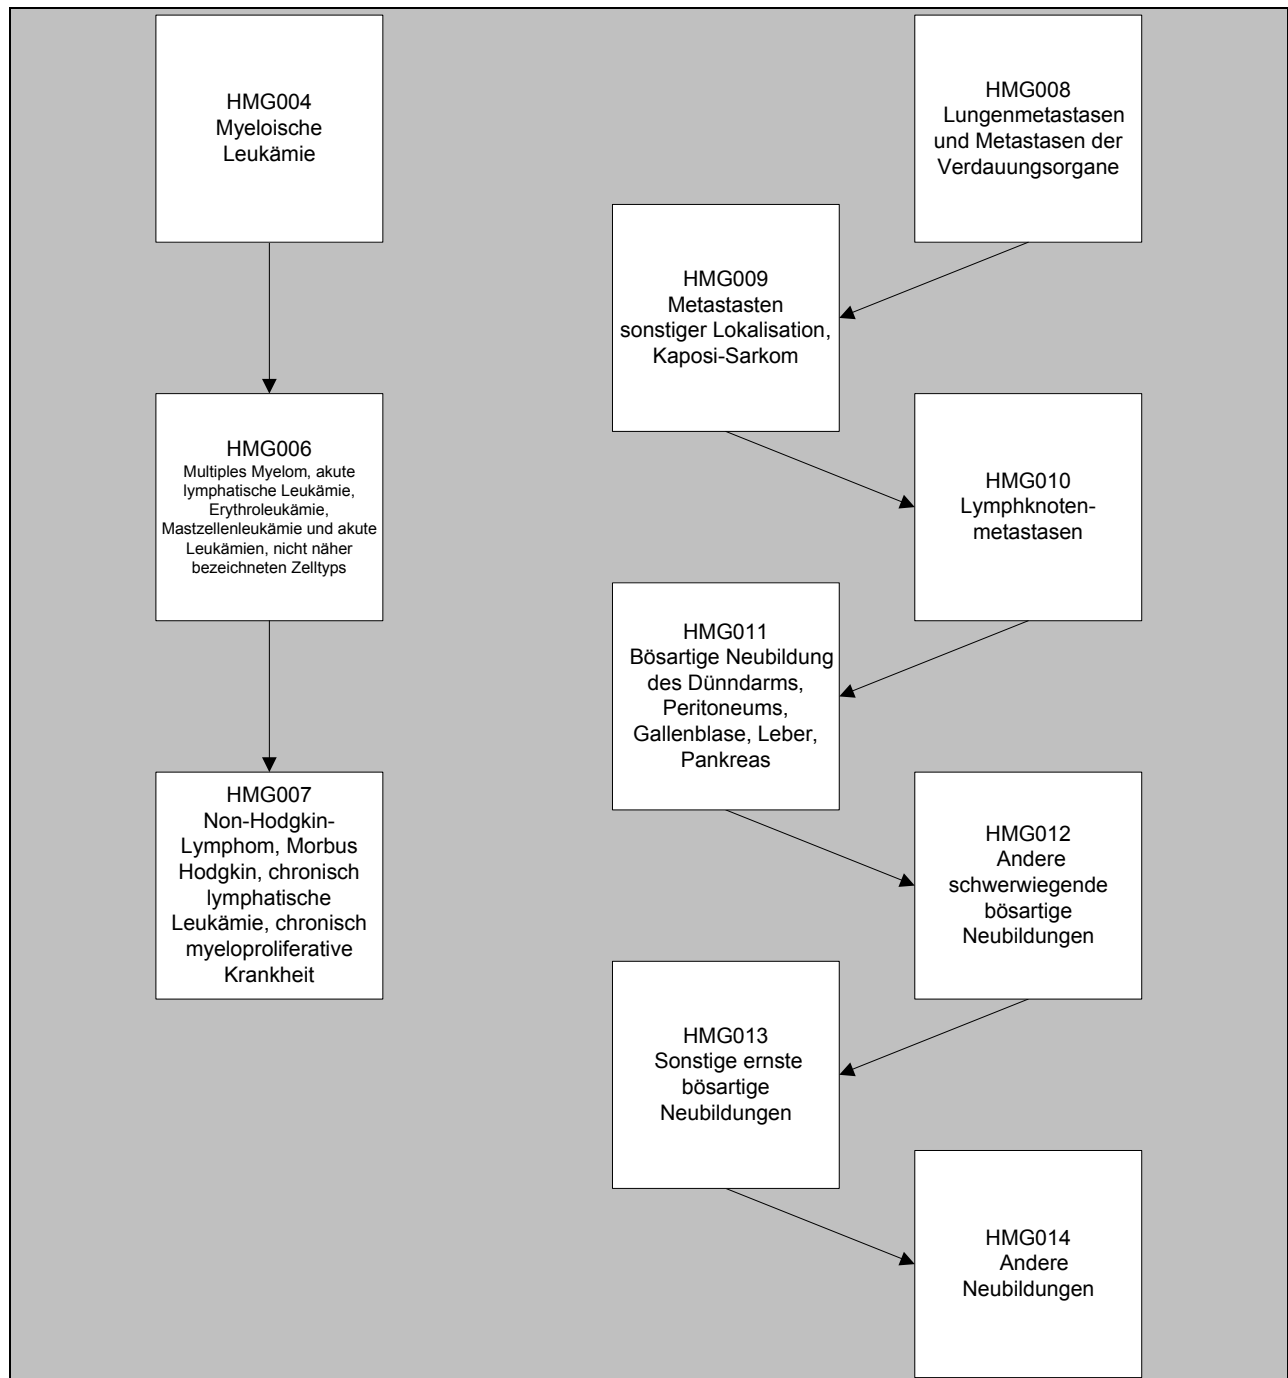 HMG004
Myeloische
Leukämie
HMG006
Multiples Myelom, akute
lymphatische Leukämie,
Erythroleukämie,
Mastzellenleukämie und akute
Leukämien, nicht näher
bezeichneten Zelltyps
HMG007
Non-Hodgkin-
Lymphom, Morbus
Hodgkin, chronisch
lymphatische
Leukämie, chronisch
myeloproliferative
Krankheit
HMG008
Lungenmetastasen
und Metastasen der
Verdauungsorgane
HMG009
Metastasten
sonstiger Lokalisation,
Kaposi-Sarkom
HMG010
Lymphknoten-
metastasen
HMG011
Bösartige Neubildung
des Dünndarms,
Peritoneums,
Gallenblase, Leber,
Pankreas
HMG012
Andere
schwerwiegende
bösartige
Neubildungen
HMG013
Sonstige ernste
bösartige
Neubildungen
HMG014
Andere
Neubildungen